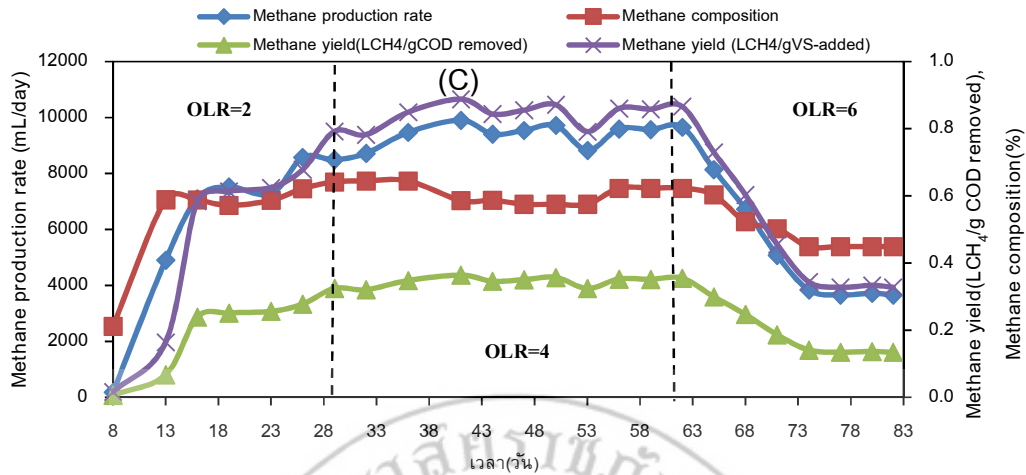 Methane production rate
Methane composition
Methane yield(LCH4/gCOD removed)
Methane yield (LCH4/gVS-added)
Methane production rate (mL/day)
12000
10000
8000
6000
4000
2000
0
OLR=2
(C)
OLR=4
OLR=6
1.0
0.8
0.6
0.4
0.2
0.0
Methane yield(LCH4/g COD removed),
Methane composition(%)
8 13 18 23 28 33 38 43 48 53 58 63 68 73 78 83
เวลา(วัน)